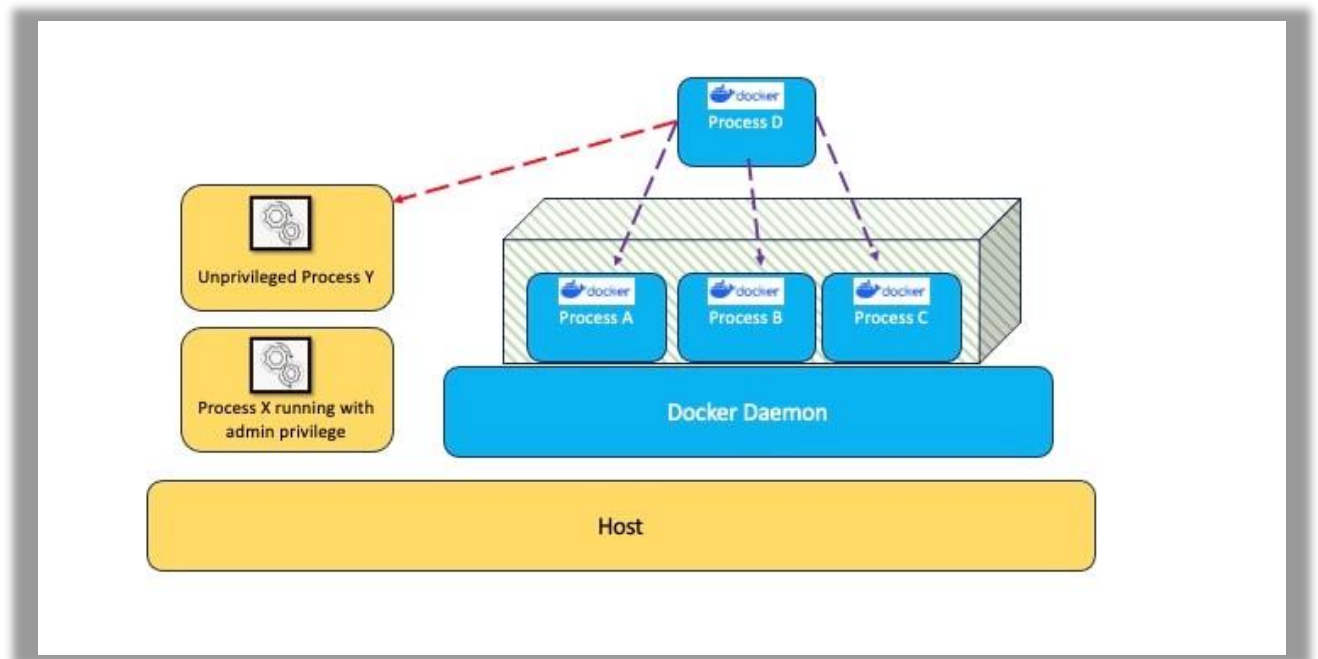 docker
Process D
Unprivileged Process Y
docker
Process A
docker
Process B
docker
Process C
Process X running with
admin privilege
Docker Daemon
Host